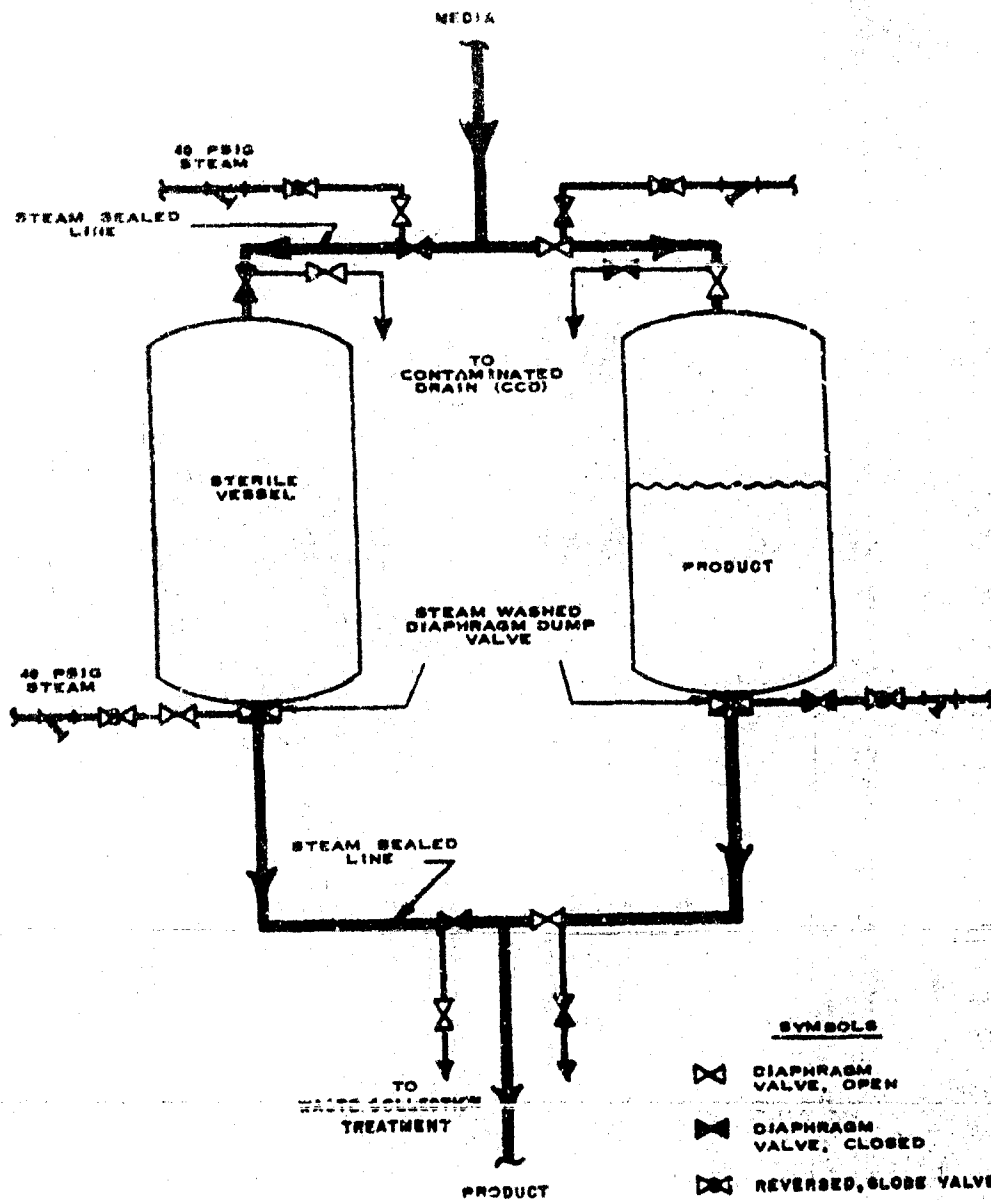 MEDIA
40 PSIG
STEAM
STEAM SEALED
LINE
TO
CONTAMINATED
DRAIN (CCD)
STERILE
VESSEL
PRODUCT
STEAM WASHED
DIAPHRAGM DUMP
VALVE
40 PSIG
STEAM
STEAM SEALED
LINE
TO
WASTE COLLECTION
TREATMENT
PRODUCT
SYMBOLS
DIAPHRAGM
VALVE, OPEN
DIAPHRAGM
VALVE, CLOSED
REVERSED, GLOBE VALVE